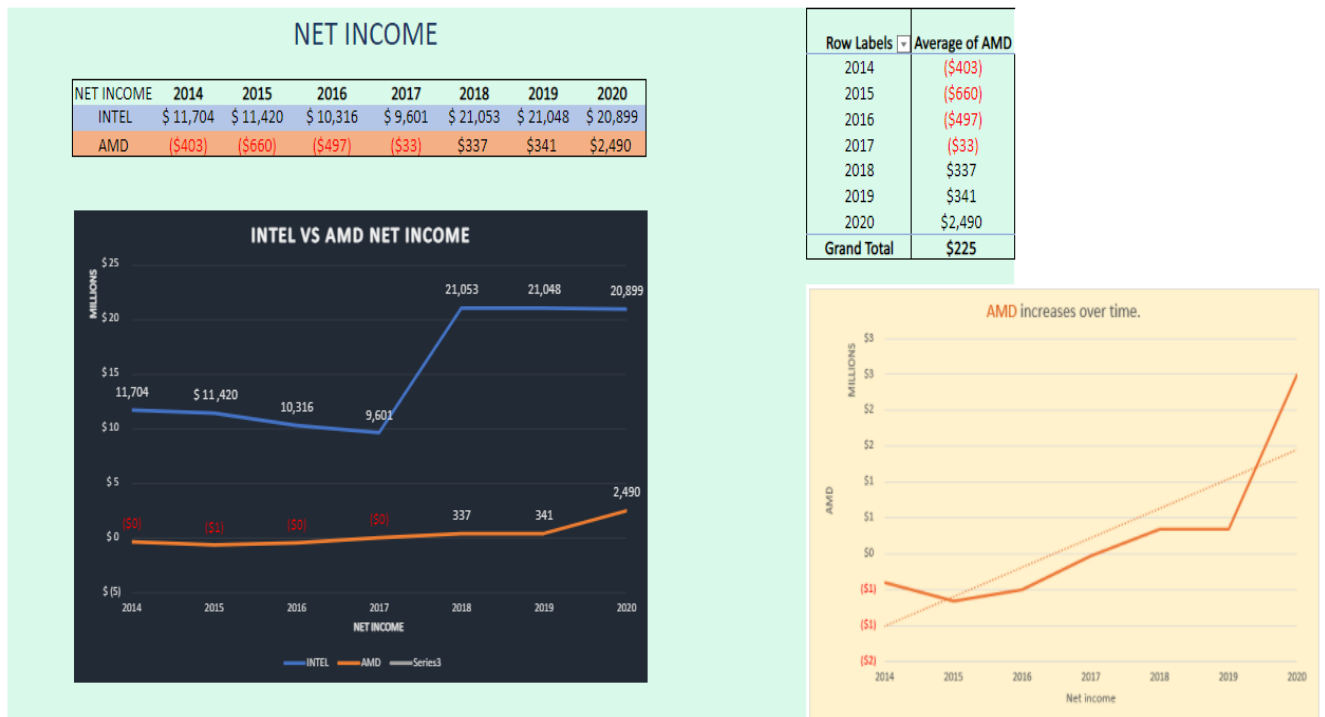 NET INCOME
NET INCOME 2014 2015 2016 2017 2018 2019 2020
INTEL $ 11,704 $ 11,420 $ 10,316 $ 9,601 $ 21,053 $ 21,048 $ 20,899
AMD ($403) ($660) ($497) ($33) $337 $341 $2,490
INTEL VS AMD NET INCOME
MILLIONS
$ 25
$ 20
$ 15
$ 10
$ 5
$ 0
$ (5)
11,704
$ 11,420
10,316
9,601
21,053
21,048
20,899
($0)
($1)
($0)
($0)
337
341
2,490
2014 2015 2016 2017 2018 2019 2020
NET INCOME
INTEL AMD Series3
Row Labels Average of AMD
2014 ($403)
2015 ($660)
2016 ($497)
2017 ($33)
2018 $337
2019 $341
2020 $2,490
Grand Total $225
AMD increases over time.
MILLIONS
AMD
$3
$3
$2
$2
$1
$1
$0
($1)
($1)
($2)
2014 2015 2016 2017 2018 2019 2020
Net income